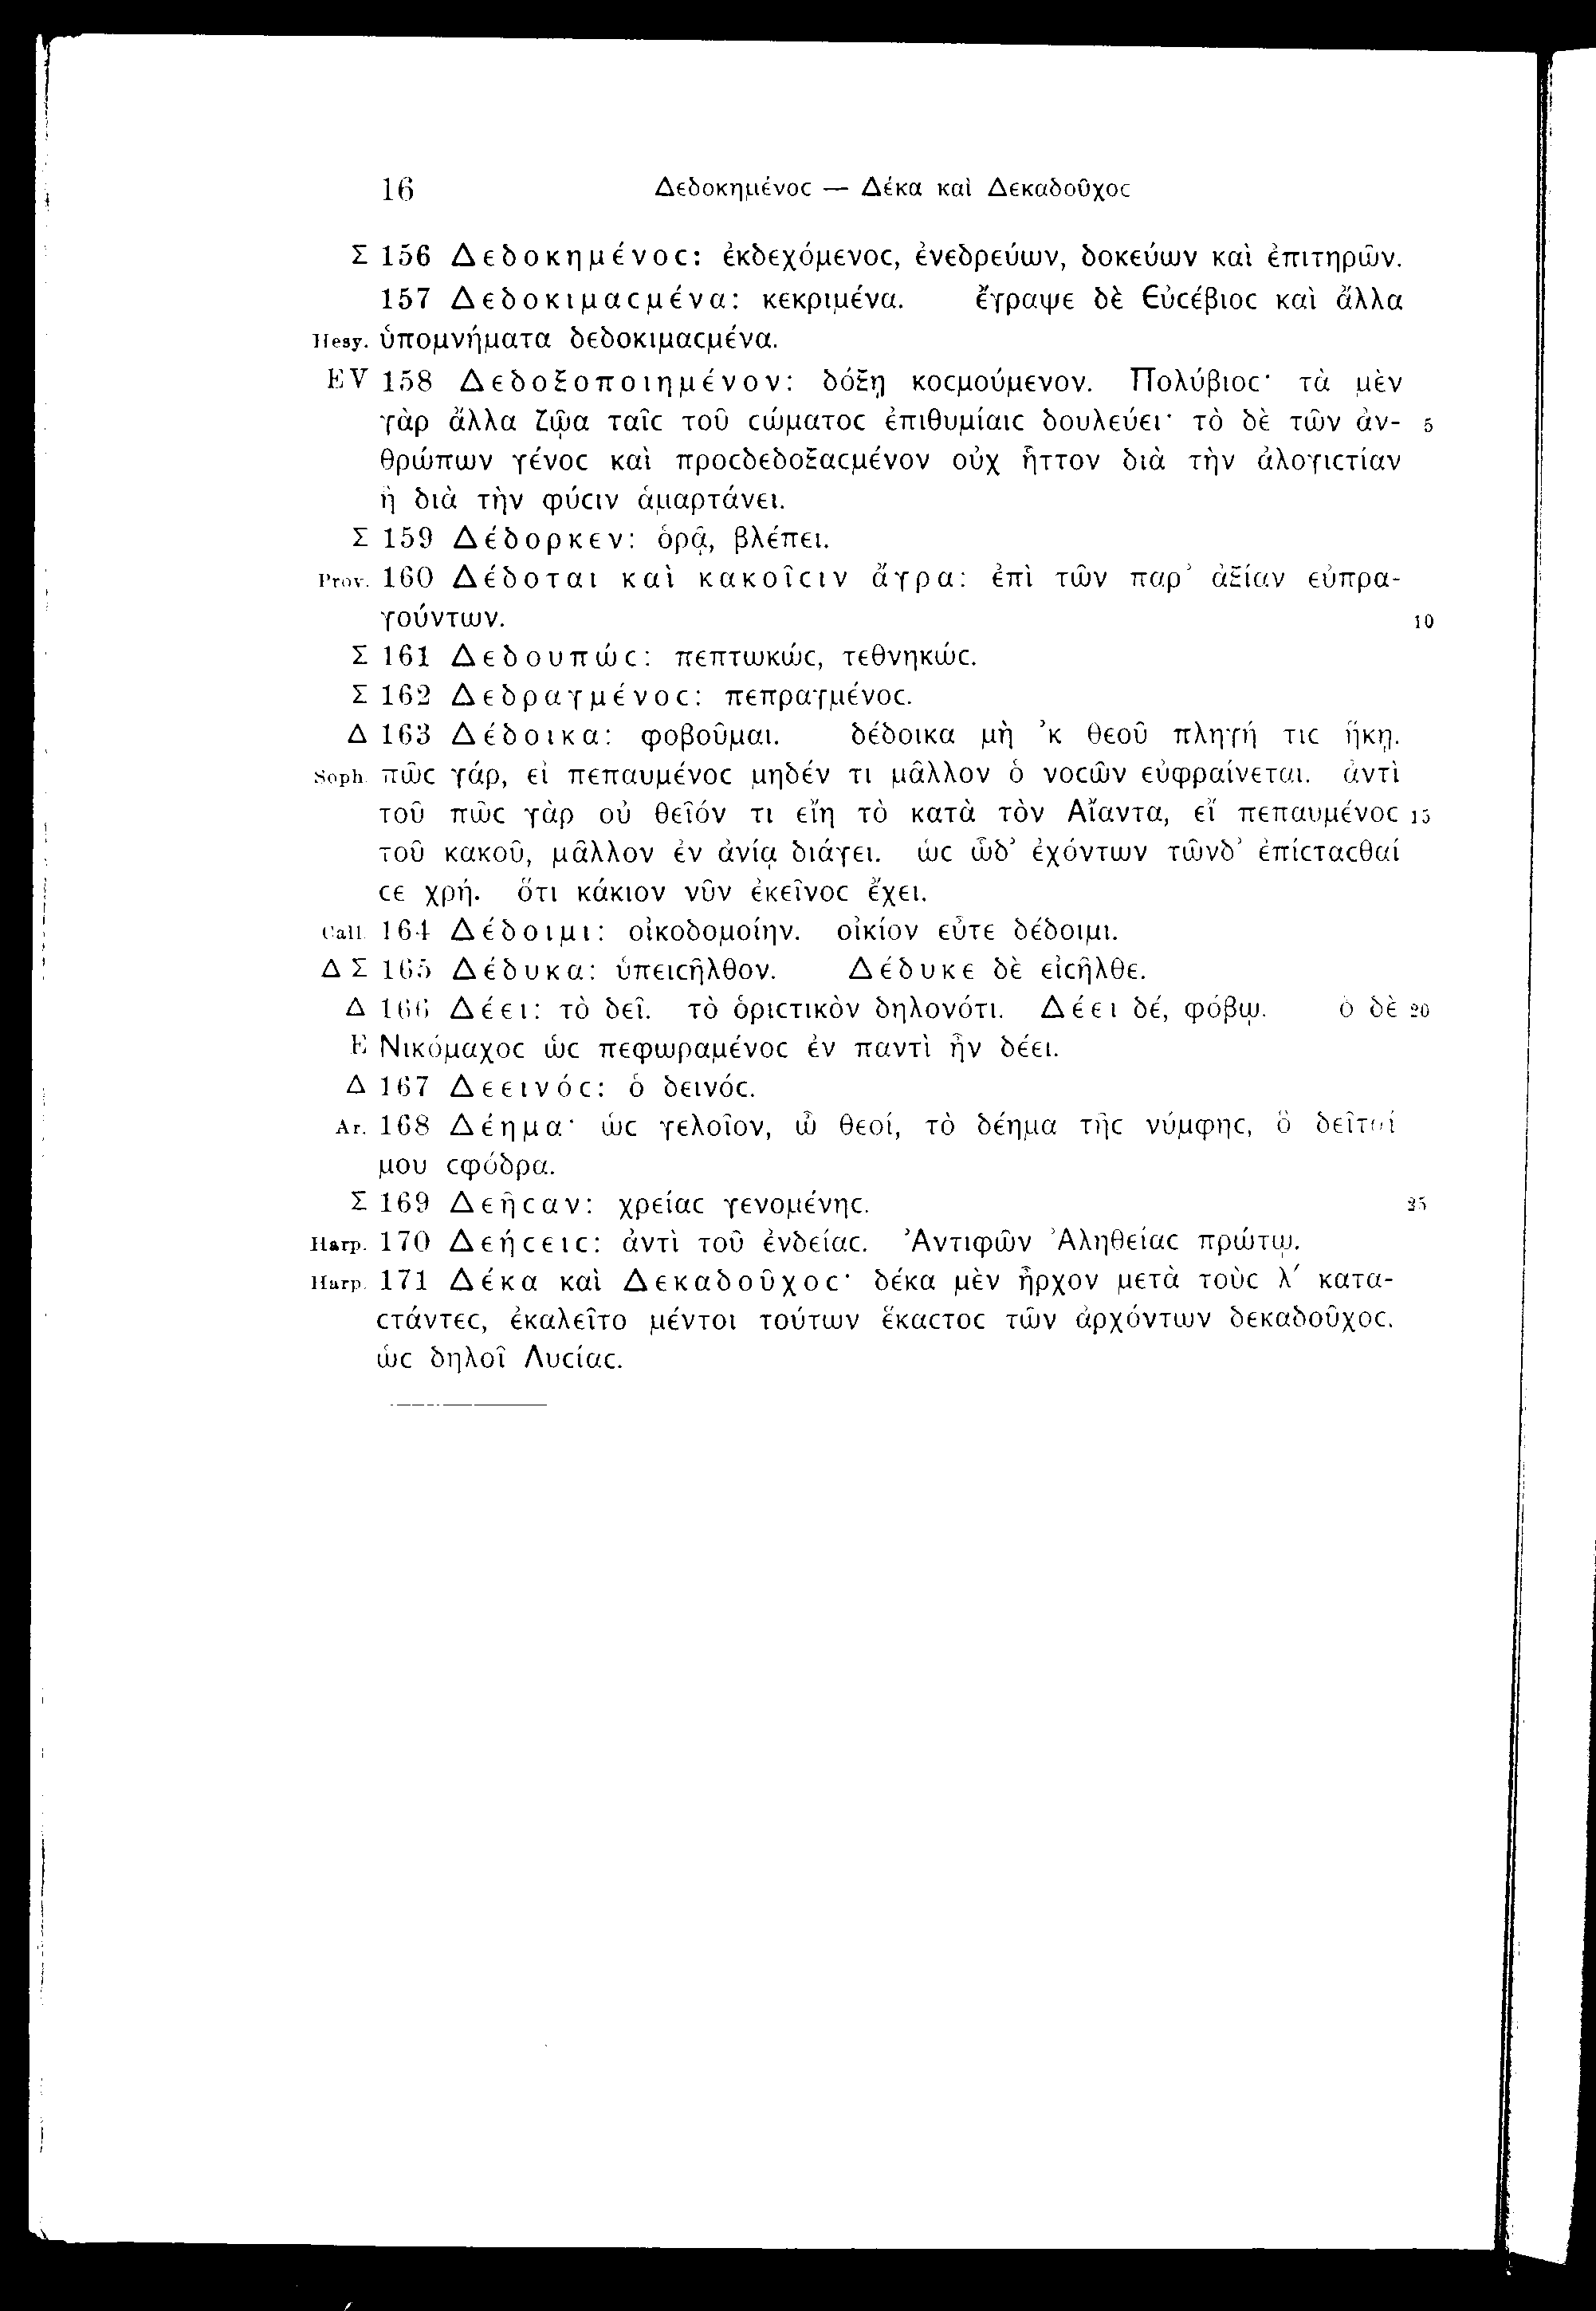 16 Δεδοκημένοϲ — Δέκα καὶ Δεκαδοῦχοϲ
Σ 156 Δεδοκημένοϲ: ἐκδεχόμενοϲ, ἐνεδρεύων, δοκεύων καὶ ἐπιτηρῶν.
157 Δεδοκιμαϲμένα: κεκριμένα. ἔγραψε δὲ Εὐϲέβιοϲ καὶ ἄλλα
Hesy. ὑπομνήματα δεδοκιμαϲμένα.
EV 158 Δεδοξοποιημένον: δόξῃ κοϲμούμενον. Πολύβιοϲ· τὰ μὲν
γὰρ ἄλλα ζῷα ταῖϲ τοῦ ϲώματοϲ ἐπιθυμίαιϲ δουλεύει· τὸ δὲ τῶν ἀν- 5
θρώπων γένοϲ καὶ προϲδεδοξαϲμένον οὐχ ἧττον διὰ τὴν ἀλογιϲτίαν
ἢ διὰ τὴν φύϲιν ἁμαρτάνει.
Σ 159 Δέδορκεν: ὁρᾷ, βλέπει.
Prov. 160 Δέδοται καὶ κακοῖϲιν ἄγρα: ἐπὶ τῶν παρ᾽ ἀξίαν εὐπρα-
γούντων. 10
Σ 161 Δεδουπώϲ: πεπτωκώϲ, τεθνηκώϲ.
Σ 162 Δεδραγμένοϲ: πεπραγμένοϲ.
Δ 163 Δέδοικα: φοβοῦμαι. δέδοικα μὴ ᾽κ θεοῦ πληγή τιϲ ἥκῃ.
Soph. πῶϲ γάρ, εἰ πεπαυμένοϲ μηδέν τι μᾶλλον ὁ νοϲῶν εὐφραίνεται. ἀντὶ
τοῦ πῶϲ γὰρ οὐ θεῖόν τι εἴη τὸ κατὰ τὸν Αἴαντα, εἴ πεπαυμένοϲ 15
τοῦ κακοῦ, μᾶλλον ἐν ἀνίᾳ διάγει. ὡϲ ὧδ᾽ ἐχόντων τῶνδ᾽ ἐπίϲταϲθαί
ϲε χρή. ὅτι κάκιον νῦν ἐκεῖνοϲ ἔχει.
Call. 164 Δέδοιμι: οἰκοδομοίην. οἰκίον εὖτε δέδοιμι.
Δ Σ 165 Δέδυκα: ὑπειϲῆλθον. Δέδυκε δὲ εἰϲῆλθε.
Δ 166 Δέει: τὸ δεῖ. τὸ ὁριϲτικὸν δηλονότι. Δέει δέ, φόβῳ. ὁ δὲ 20
E Νικόμαχοϲ ὡϲ πεφωραμένοϲ ἐν παντὶ ἦν δέει.
Δ 167 Δεεινόϲ: ὁ δεινόϲ.
Ar. 168 Δέημα· ὡϲ γελοῖον, ὦ θεοί, τὸ δέημα τῆϲ νύμφηϲ, ὃ δεῖταί
μου ϲφόδρα.
Σ 169 Δεῆϲαν: χρείαϲ γενομένηϲ. 25
Harp. 170 Δεήϲειϲ: ἀντὶ τοῦ ἐνδείαϲ. Ἀντιφῶν Ἀληθείαϲ πρώτῳ.
Harp. 171 Δέκα καὶ Δεκαδοῦχοϲ· δέκα μὲν ἦρχον μετὰ τοὺϲ λ´ κατα-
ϲτάντεϲ, ἐκαλεῖτο μέντοι τούτων ἕκαϲτοϲ τῶν ἀρχόντων δεκαδοῦχοϲ.
ὡϲ δηλοῖ Λυϲίαϲ.